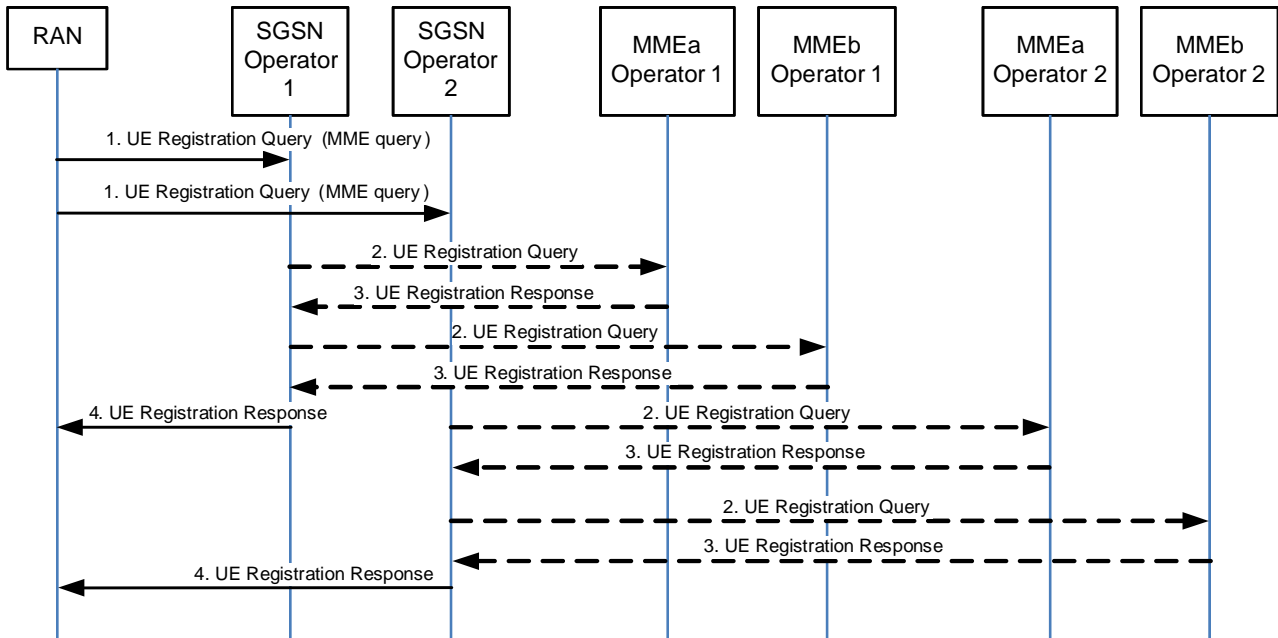 RAN
SGSN
Operator
1
SGSN
Operator
2
MMEa
Operator 1
MMEb
Operator 1
MMEa
Operator 2
MMEb
Operator 2
1. UE Registration Query (MME query)
1. UE Registration Query (MME query)
2. UE Registration Query
3. UE Registration Response
2. UE Registration Query
3. UE Registration Response
4. UE Registration Response
2. UE Registration Query
3. UE Registration Response
2. UE Registration Query
3. UE Registration Response
4. UE Registration Response